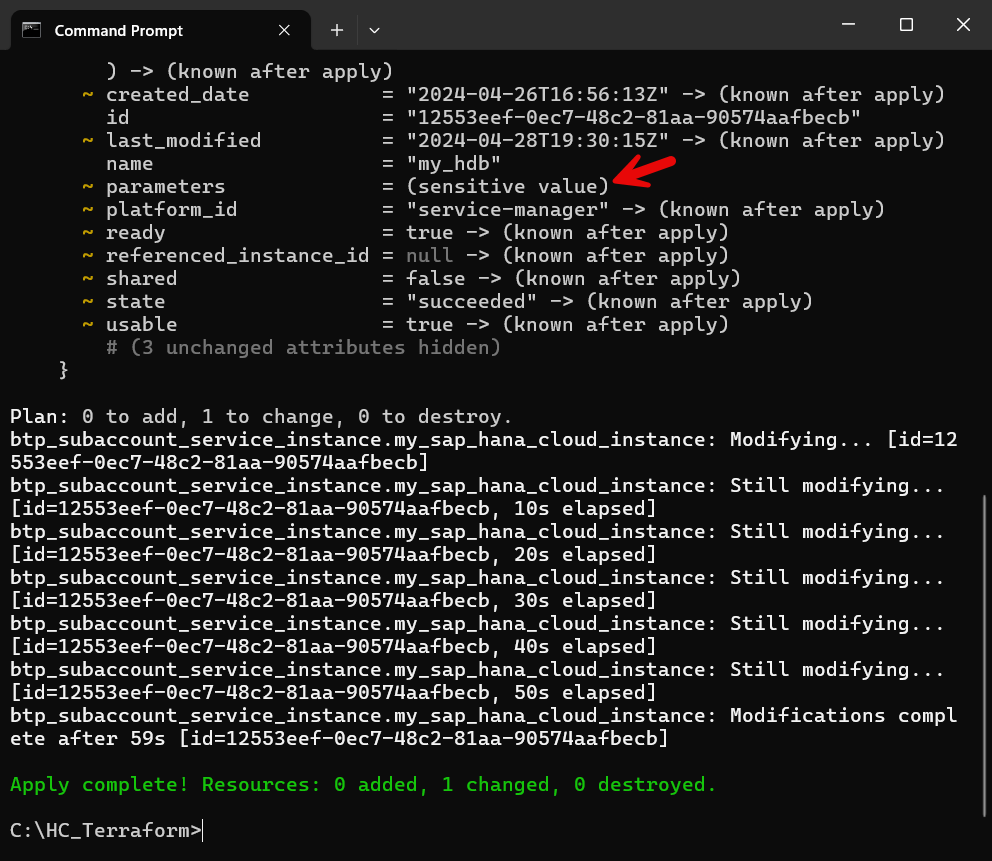 Command Prompt
) -> (known after apply)
~ created_date = "2024-04-26T16:56:13Z" -> (known after apply)
id = "12553eef-0ec7-48c2-81aa-90574aafbecb"
~ last_modified = "2024-04-28T19:30:15Z" -> (known after apply)
name = "my_hdb"
~ parameters = (sensitive value)
~ platform_id = "service-manager" -> (known after apply)
~ ready = true -> (known after apply)
~ referenced_instance_id = null -> (known after apply)
~ shared = false -> (known after apply)
~ state = "succeeded" -> (known after apply)
~ usable = true -> (known after apply)
# (3 unchanged attributes hidden)
}
Plan: 0 to add, 1 to change, 0 to destroy.
btp_subaccount_service_instance.my_sap_hana_cloud_instance: Modifying... [id=12
553eef-0ec7-48c2-81aa-90574aafbecb]
btp_subaccount_service_instance.my_sap_hana_cloud_instance: Still modifying...
[id=12553eef-0ec7-48c2-81aa-90574aafbecb, 10s elapsed]
btp_subaccount_service_instance.my_sap_hana_cloud_instance: Still modifying...
[id=12553eef-0ec7-48c2-81aa-90574aafbecb, 20s elapsed]
btp_subaccount_service_instance.my_sap_hana_cloud_instance: Still modifying...
[id=12553eef-0ec7-48c2-81aa-90574aafbecb, 30s elapsed]
btp_subaccount_service_instance.my_sap_hana_cloud_instance: Still modifying...
[id=12553eef-0ec7-48c2-81aa-90574aafbecb, 40s elapsed]
btp_subaccount_service_instance.my_sap_hana_cloud_instance: Still modifying...
[id=12553eef-0ec7-48c2-81aa-90574aafbecb, 50s elapsed]
btp_subaccount_service_instance.my_sap_hana_cloud_instance: Modifications compl
ete after 59s [id=12553eef-0ec7-48c2-81aa-90574aafbecb]
Apply complete! Resources: 0 added, 1 changed, 0 destroyed.
C:\HC_Terraform>